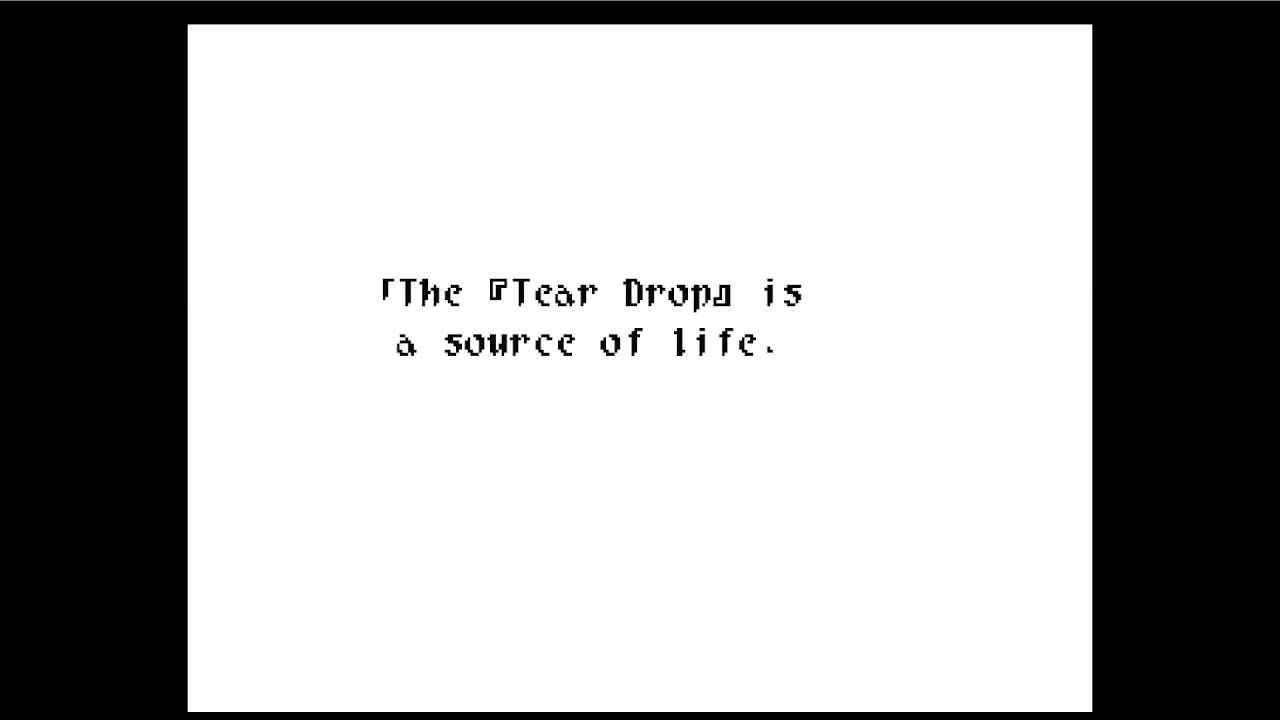 「The 『Tear Drop』 is
a source of life.